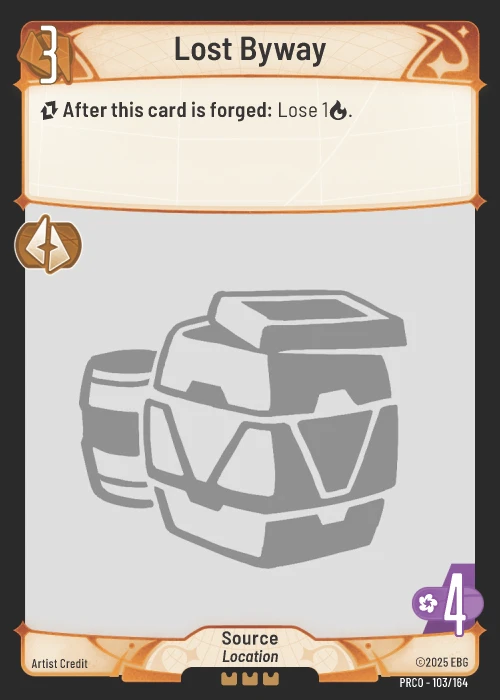 3
Lost Byway
After this card is forged: Lose 1.
4
Source
Location
Artist Credit
©2025 EBG
PRCO - 103/164